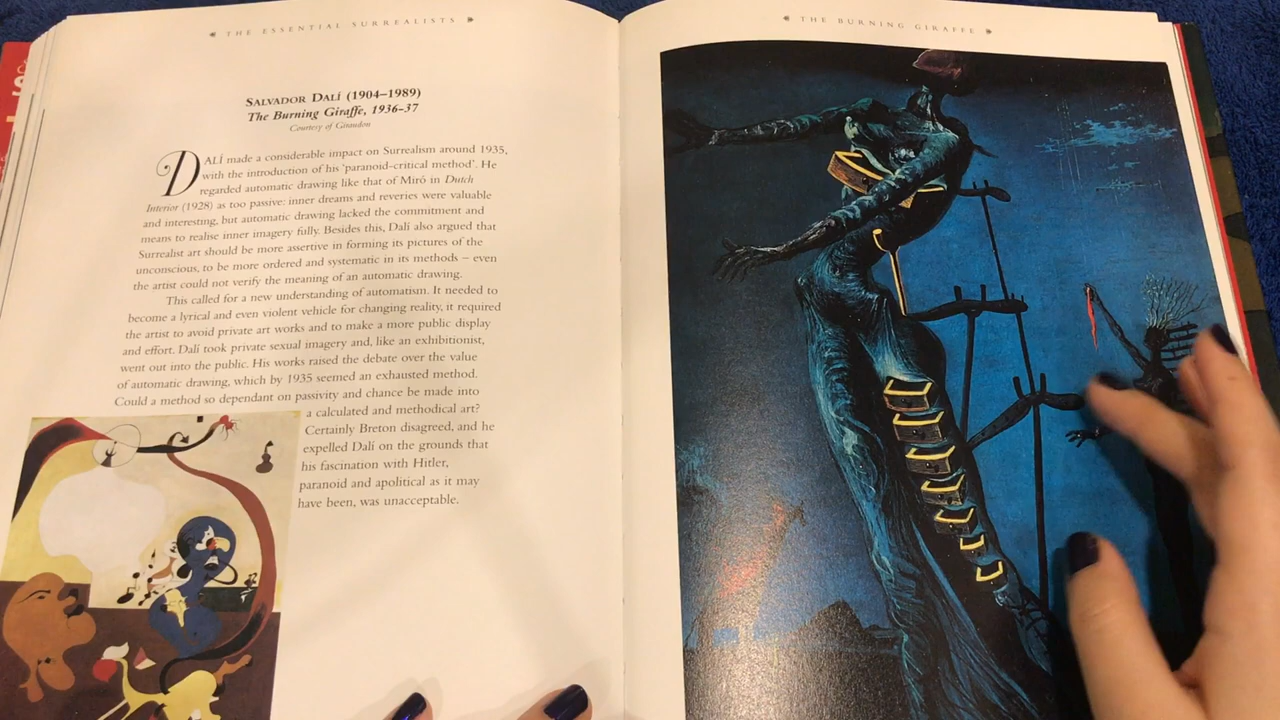 THE ESSENTIAL SURREALISTS
SALVADOR DALÍ (1904–1989)
The Burning Giraffe, 1936-37
Courtesy of Giraudon
DALÍ made a considerable impact on Surrealism around 1935,
with the introduction of his 'paranoid-critical method'. He
regarded automatic drawing like that of Miró in Dutch
Interior (1928) as too passive: inner dreams and reveries were valuable
and interesting, but automatic drawing lacked the commitment and
means to realise inner imagery fully. Besides this, Dalí also argued that
Surrealist art should be more assertive in forming its pictures of the
unconscious, to be more ordered and systematic in its methods – even
the artist could not verify the meaning of an automatic drawing.
This called for a new understanding of automatism. It needed to
become a lyrical and even violent vehicle for changing reality, it required
the artist to avoid private art works and to make a more public display
and effort. Dalí took private sexual imagery and, like an exhibitionist,
went out into the public. His works raised the debate over the value
of automatic drawing, which by 1935 seemed an exhausted method.
Could a method so dependant on passivity and chance be made into
a calculated and methodical art?
Certainly Breton disagreed, and he
expelled Dalí on the grounds that
his fascination with Hitler,
paranoid and apolitical as it may
have been, was unacceptable.
THE BURNING GIRAFFE